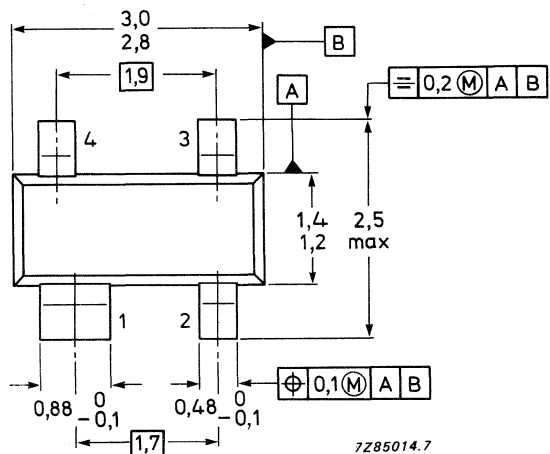 3,0
2,8
B
1,9
A
= 0,2 Ⓜ A B
4
3
1,4
1,2
2,5
max
1
2
⌖ 0,1 Ⓜ A B
0,88 0
-0,1
0,48 0
-0,1
1,7
7Z85014.7